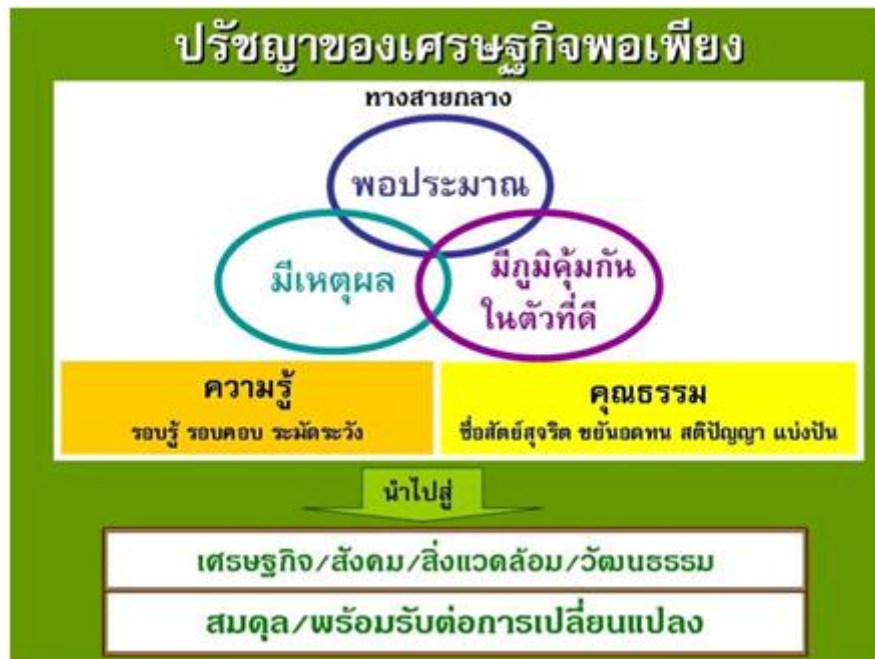 ปรัชญาของเศรษฐกิจพอเพียง
ทางสายกลาง
พอประมาณ
มีเหตุผล
มีภูมิคุ้มกัน
ในตัวที่ดี
ความรู้
รอบรู้ รอบคอบ ระมัดระวัง
คุณธรรม
ซื่อสัตย์สุจริต ขยันอดทน สติปัญญา แบ่งปัน
นำไปสู่
เศรษฐกิจ/สังคม/สิ่งแวดล้อม/วัฒนธรรม
สมดุล/พร้อมรับต่อการเปลี่ยนแปลง